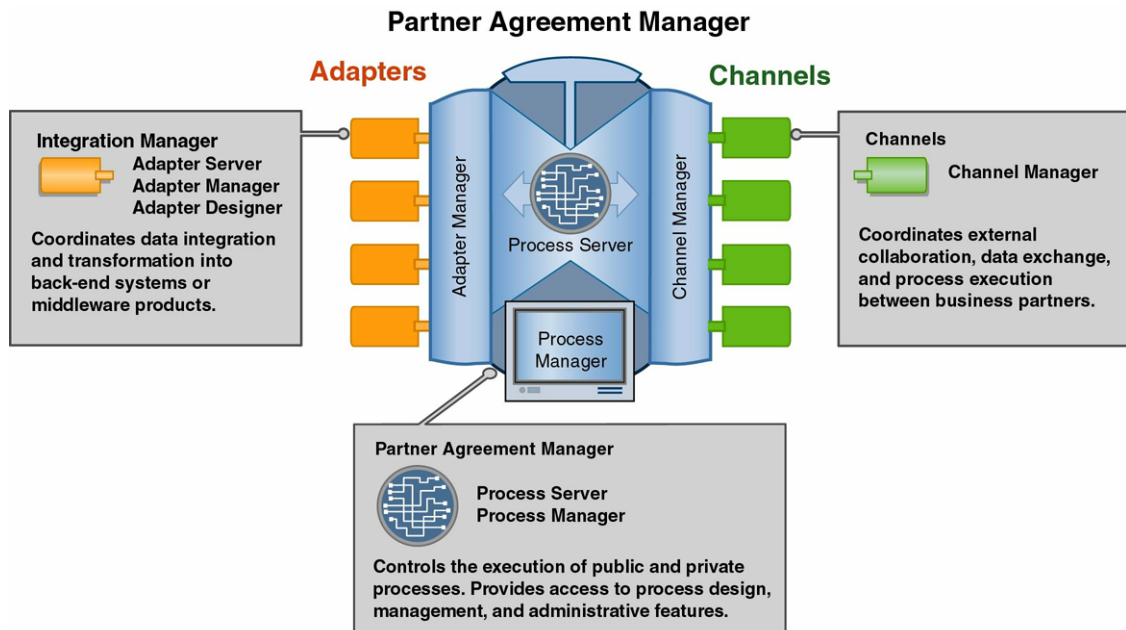 Partner Agreement Manager
Adapters
Channels
Integration Manager
Adapter Server
Adapter Manager
Adapter Designer
Coordinates data integration
and transformation into
back-end systems or
middleware products.
Adapter Manager
Process Server
Channel Manager
Process
Manager
Channels
Channel Manager
Coordinates external
collaboration, data exchange,
and process execution
between business partners.
Partner Agreement Manager
Process Server
Process Manager
Controls the execution of public and private
processes. Provides access to process design,
management, and administrative features.